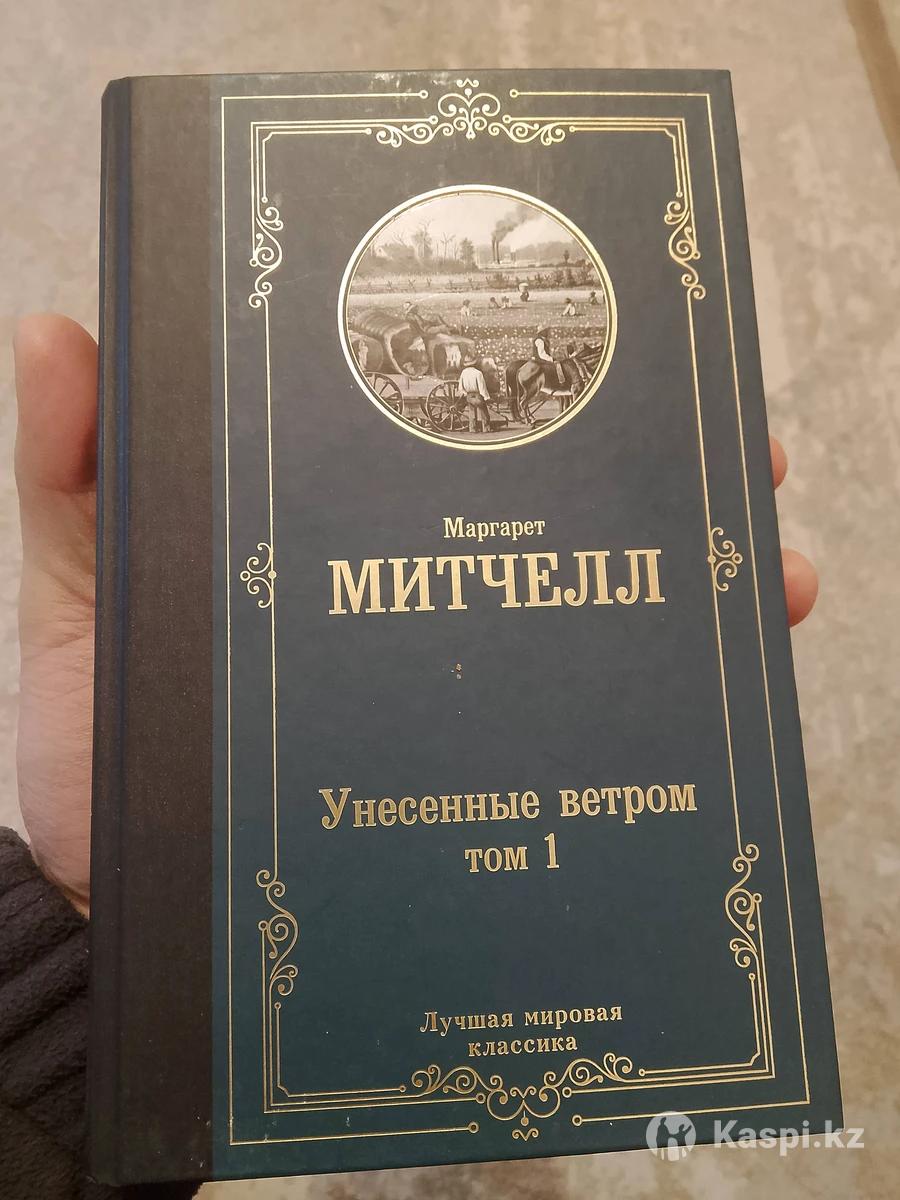 Маргарет
МИТЧЕЛЛ
Унесенные ветром
том 1
Лучшая мировая
классика
Kaspi.kz